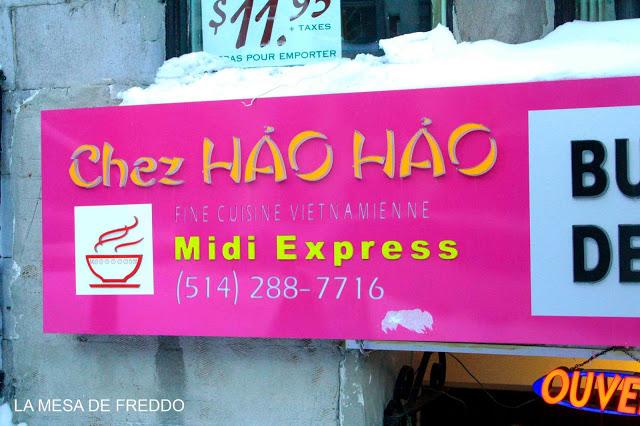 $11.95
+ TAXES
PAS POUR EMPORTER
Chez HẢO HẢO
FINE CUISINE VIETNAMIENNE
Midi Express
(514) 288-7716
BU
DE
OUVE
LA MESA DE FREDDO